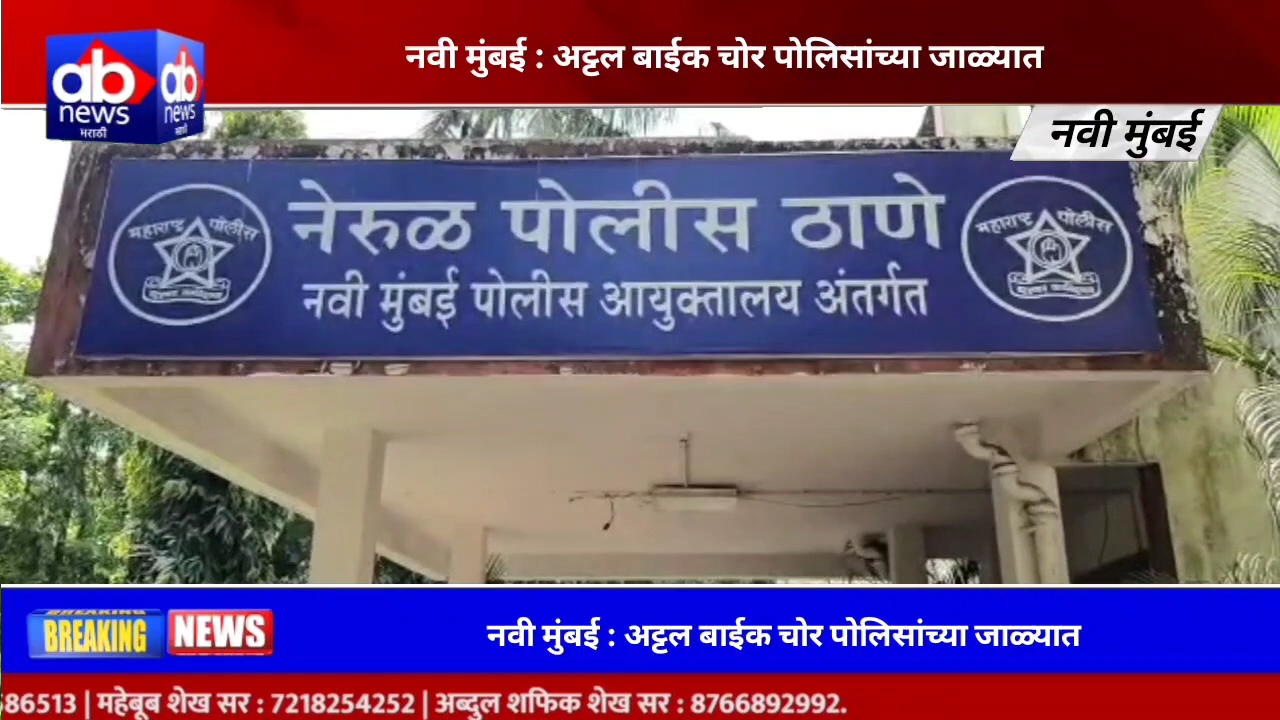 नवी मुंबई : अट्टल बाईक चोर पोलिसांच्या जाळ्यात
ab
news
मराठी
ab
news
नवी मुंबई
महाराष्ट्र पोलीस
नेरुळ पोलीस ठाणे
महाराष्ट्र पोलीस
नवी मुंबई पोलीस आयुक्तालय अंतर्गत
BREAKING NEWS
नवी मुंबई : अट्टल बाईक चोर पोलिसांच्या जाळ्यात
86513 | महेबूब शेख सर : 7218254252 | अब्दुल शफिक शेख सर : 8766892992.